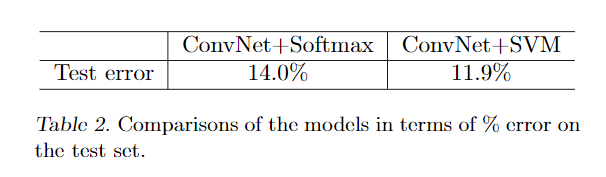 ConvNet+Softmax ConvNet+SVM
Test error 14.0% 11.9%
Table 2. Comparisons of the models in terms of % error on
the test set.